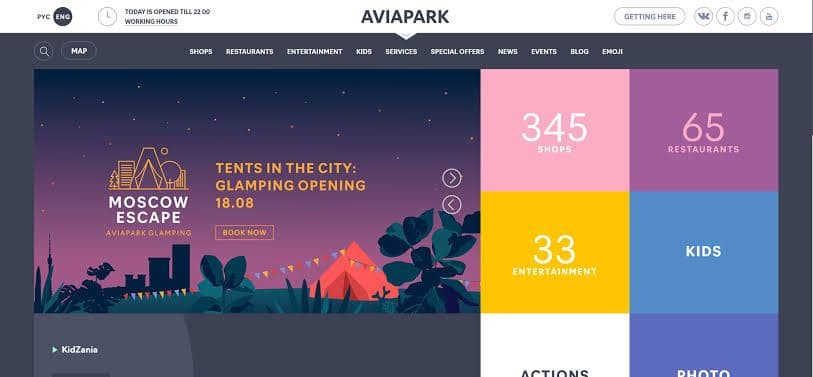 РУС ENG
TODAY IS OPENED TILL 22:00
WORKING HOURS
AVIAPARK
GETTING HERE
MAP
SHOPS RESTAURANTS ENTERTAINMENT KIDS SERVICES SPECIAL OFFERS NEWS EVENTS BLOG EMOJI
MOSCOW
ESCAPE
AVIAPARK GLAMPING
TENTS IN THE CITY:
GLAMPING OPENING
18.08
BOOK NOW
345
SHOPS
65
RESTAURANTS
33
ENTERTAINMENT
KIDS
KidZania
ACTIONS
PHOTO